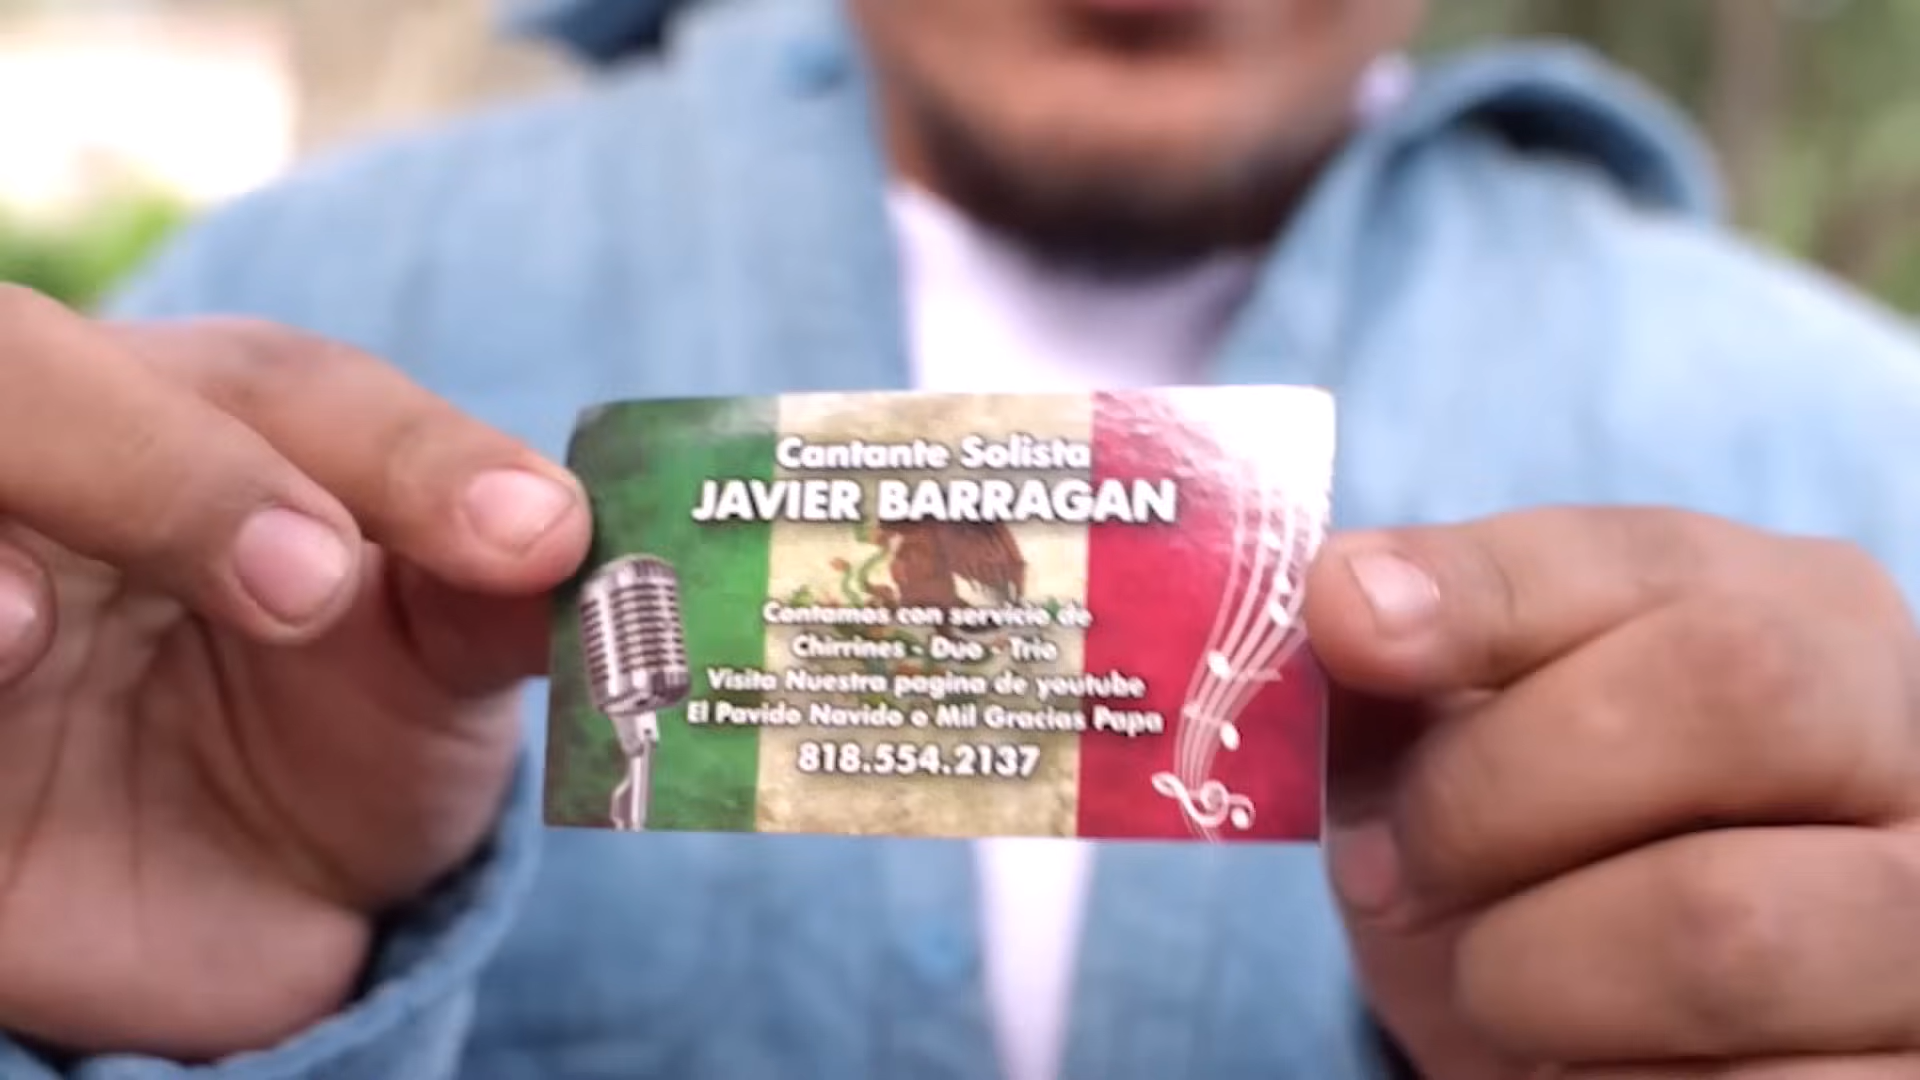 Cantante Solista
JAVIER BARRAGAN
Contamos con servicio de
Chirrines - Duo - Trio
Visita Nuestra pagina de youtube
El Pavido Navido o Mil Gracias Papa
818.554.2137